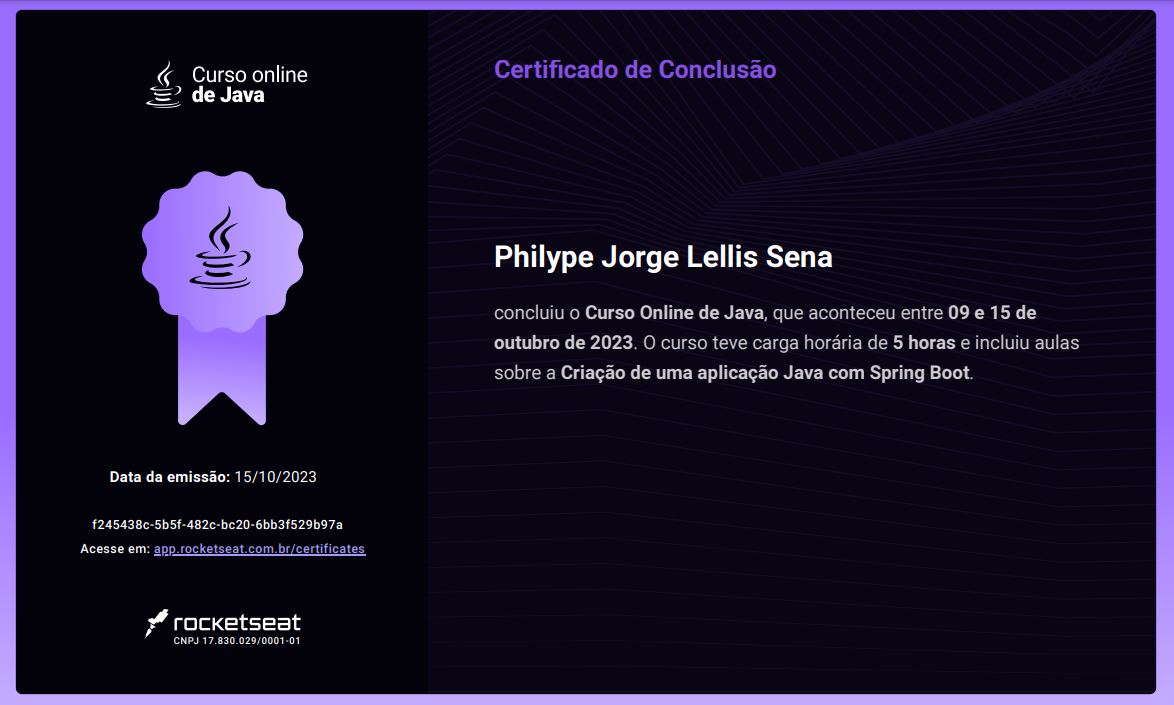 Curso online
de Java
Certificado de Conclusão
Philype Jorge Lellis Sena
concluiu o Curso Online de Java, que aconteceu entre 09 e 15 de
outubro de 2023. O curso teve carga horária de 5 horas e incluiu aulas
sobre a Criação de uma aplicação Java com Spring Boot.
Data da emissão: 15/10/2023
f245438c-5b5f-482c-bc20-6bb3f529b97a
Acesse em: app.rocketseat.com.br/certificates
rocketseat
CNPJ 17.830.029/0001-01